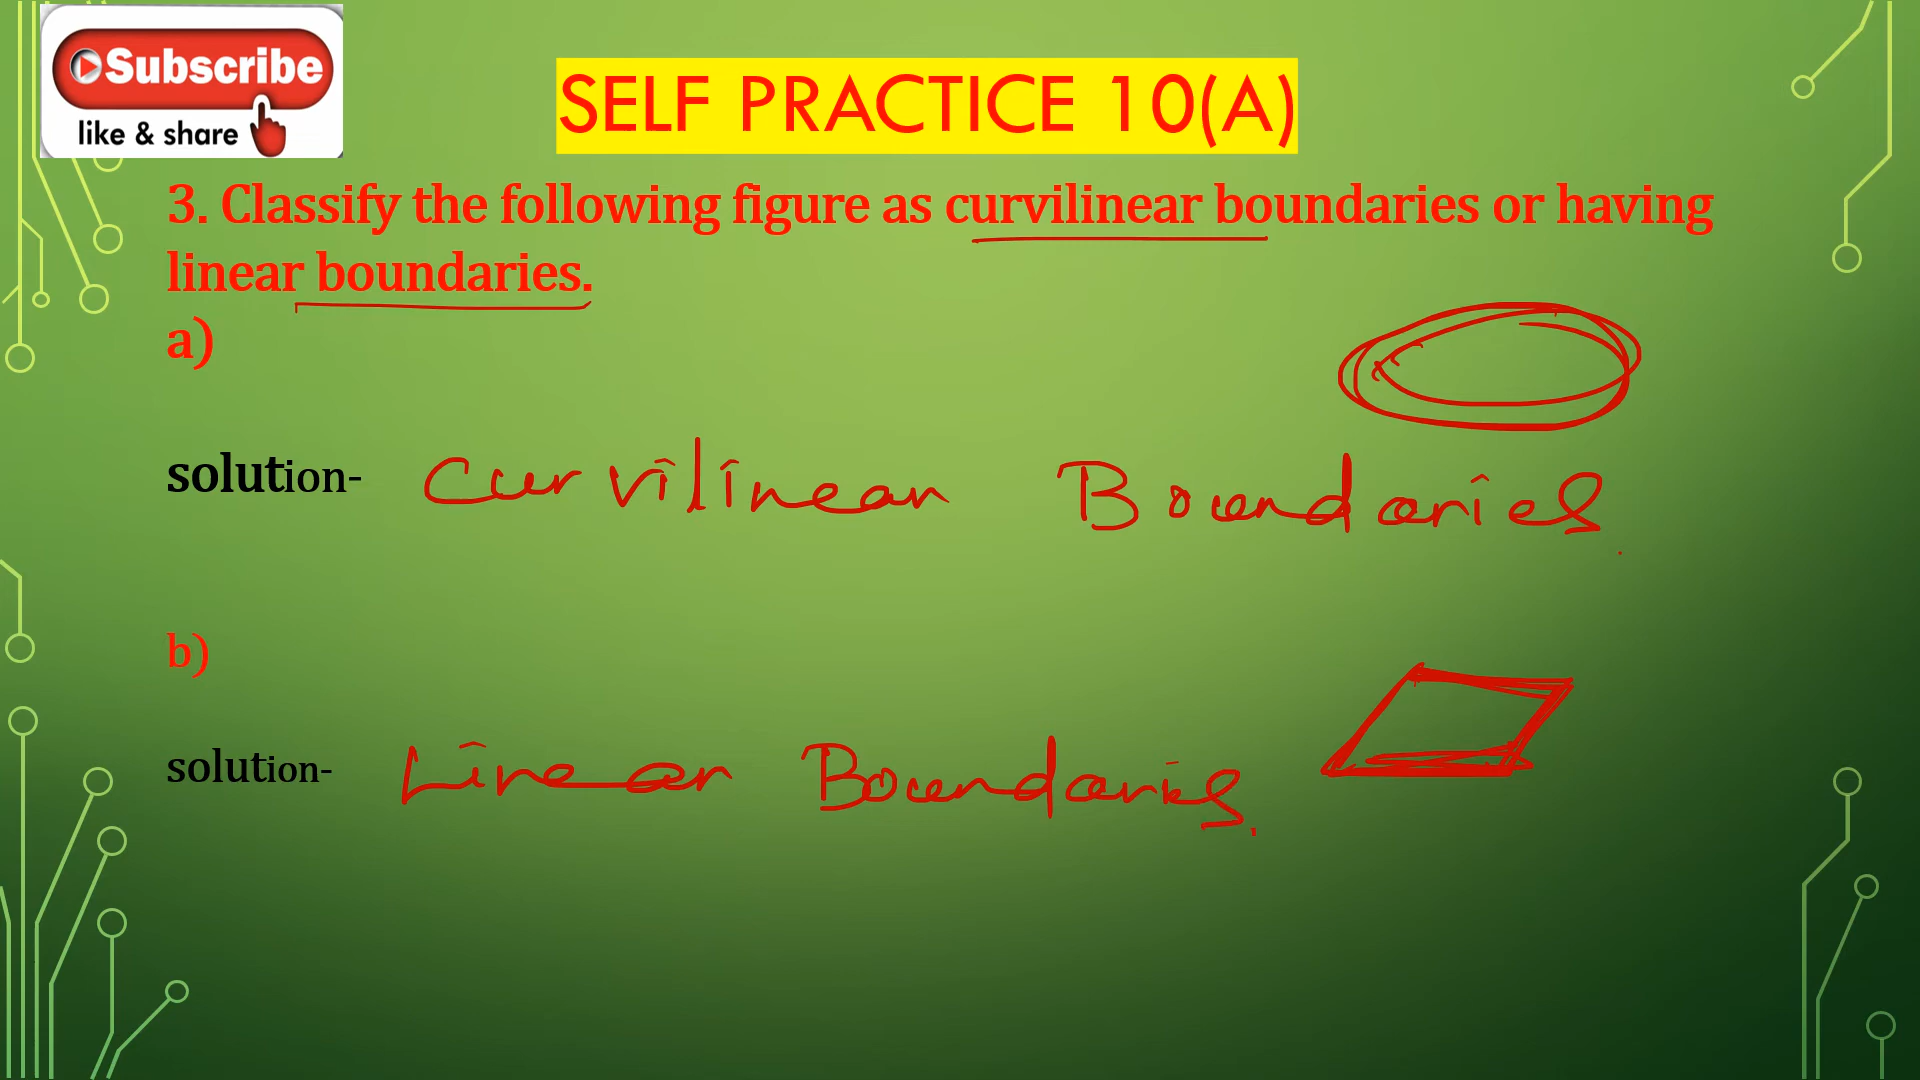 Subscribe
like & share
SELF PRACTICE 10(A)
3. Classify the following figure as curvilinear boundaries or having
linear boundaries.
a)
solution- Curvilinear Boundaries.
b)
solution- Linear Boundaries.